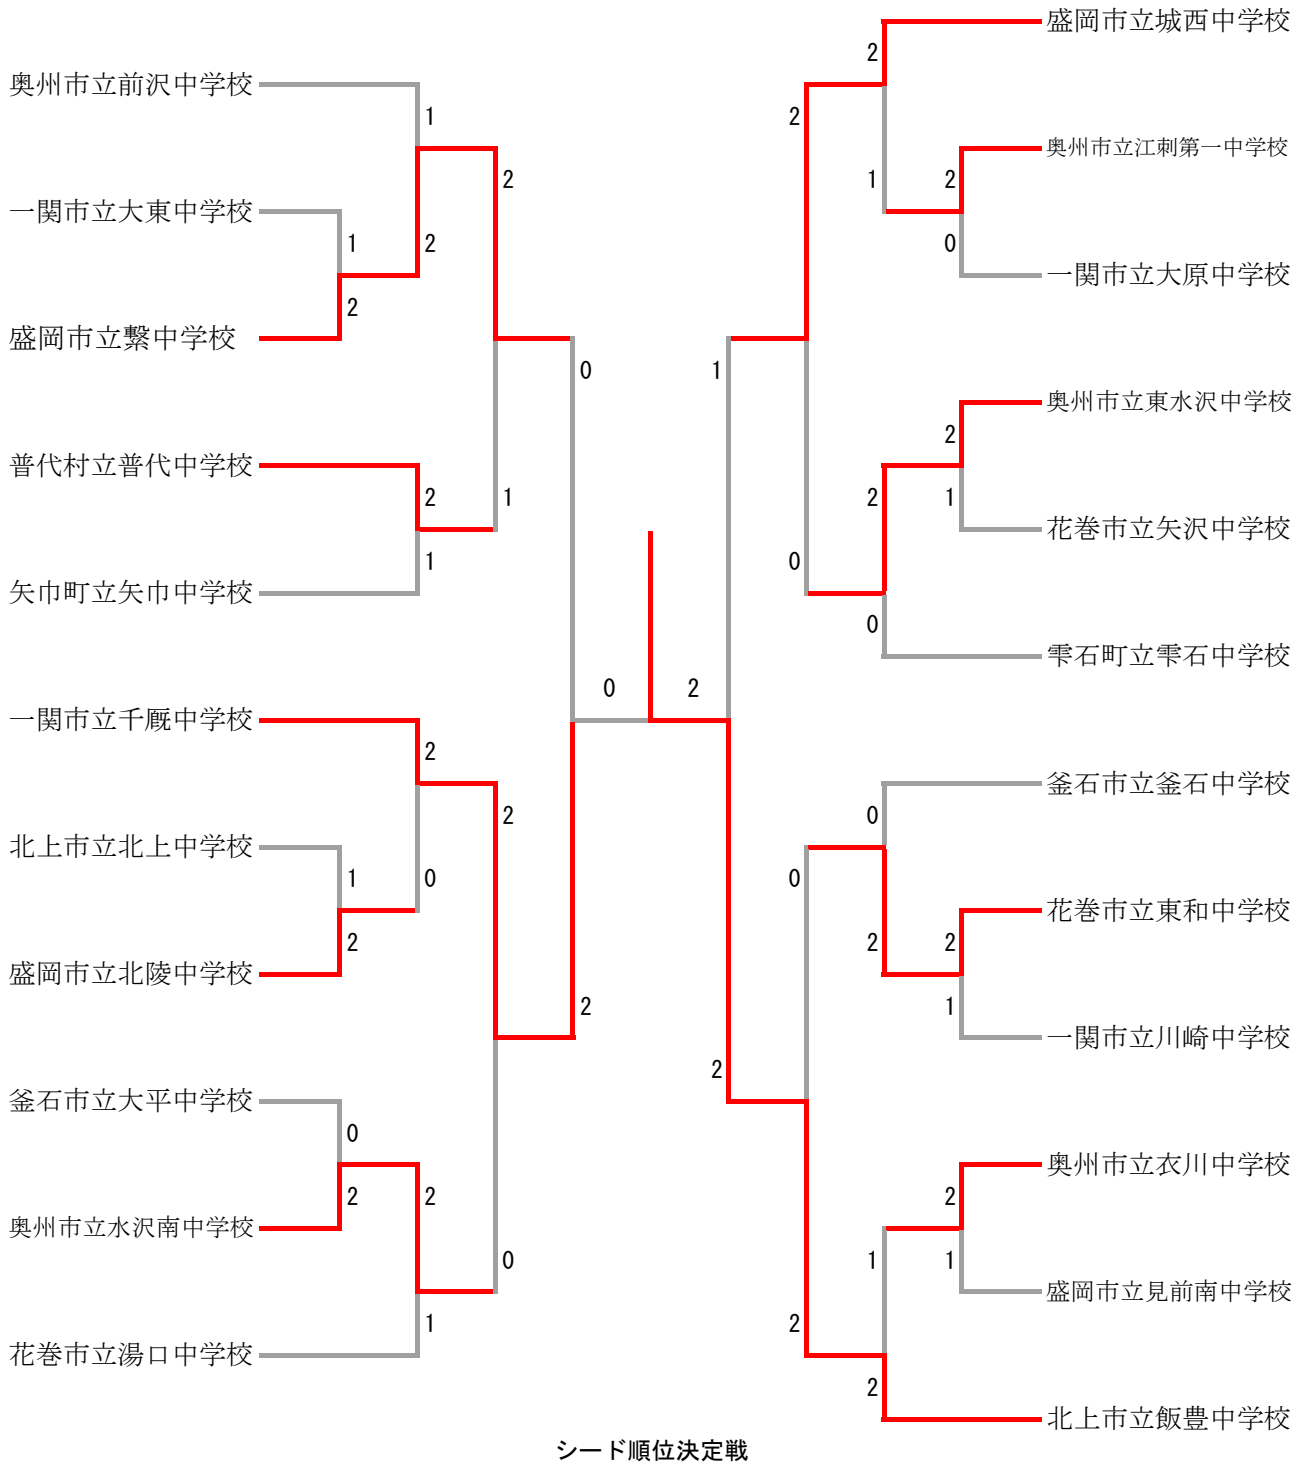 奥州市立前沢中学校
1
2
一関市立大東中学校
1
2
2
盛岡市立繋中学校
0
普代村立普代中学校
2
1
1
矢巾町立矢巾中学校
0
一関市立千厩中学校
2
2
北上市立北上中学校
1
0
2
盛岡市立北陵中学校
2
釜石市立大平中学校
0
2
2
奥州市立水沢南中学校
0
1
花巻市立湯口中学校
盛岡市立城西中学校
2
2
奥州市立江刺第一中学校
1
2
0
一関市立大原中学校
1
奥州市立東水沢中学校
2
2
1
花巻市立矢沢中学校
0
0
雫石町立雫石中学校
2
釜石市立釜石中学校
0
0
花巻市立東和中学校
2
2
1
一関市立川崎中学校
2
奥州市立衣川中学校
2
1
1
盛岡市立見前南中学校
2
2
北上市立飯豊中学校
シード順位決定戦